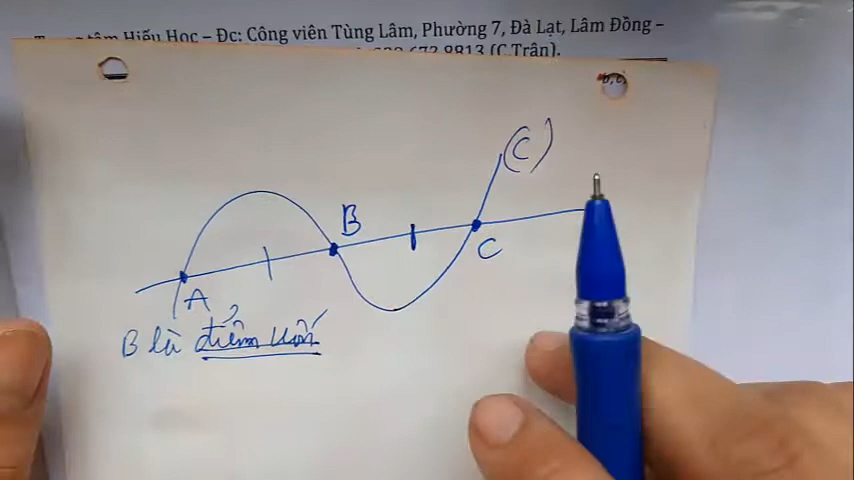 Trung tâm Hiếu Học – Đc: Công viên Tùng Lâm, Phường 7, Đà Lạt, Lâm Đồng –
8813 (C.Trân).
(C)
B
C
A
B là điểm uốn